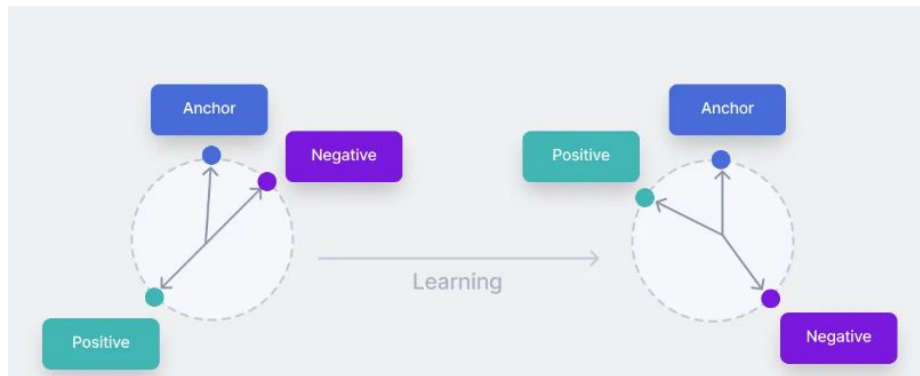 Anchor
Negative
Positive
Learning
Anchor
Positive
Negative